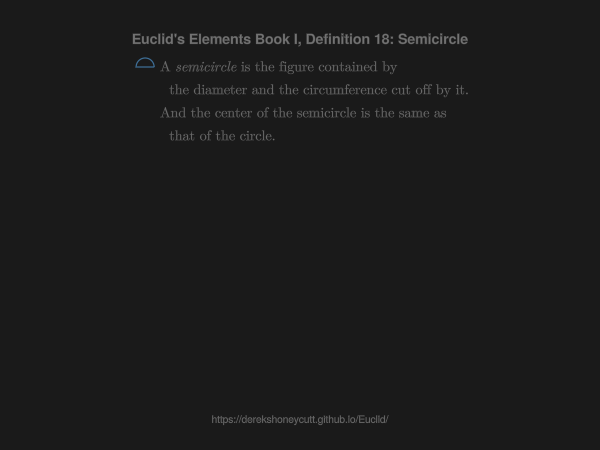 Euclid's Elements Book I, Definition 18: Semicircle
A semicircle is the figure contained by
the diameter and the circumference cut off by it.
And the center of the semicircle is the same as
that of the circle.
https://derekshoneycutt.github.io/Euclid/